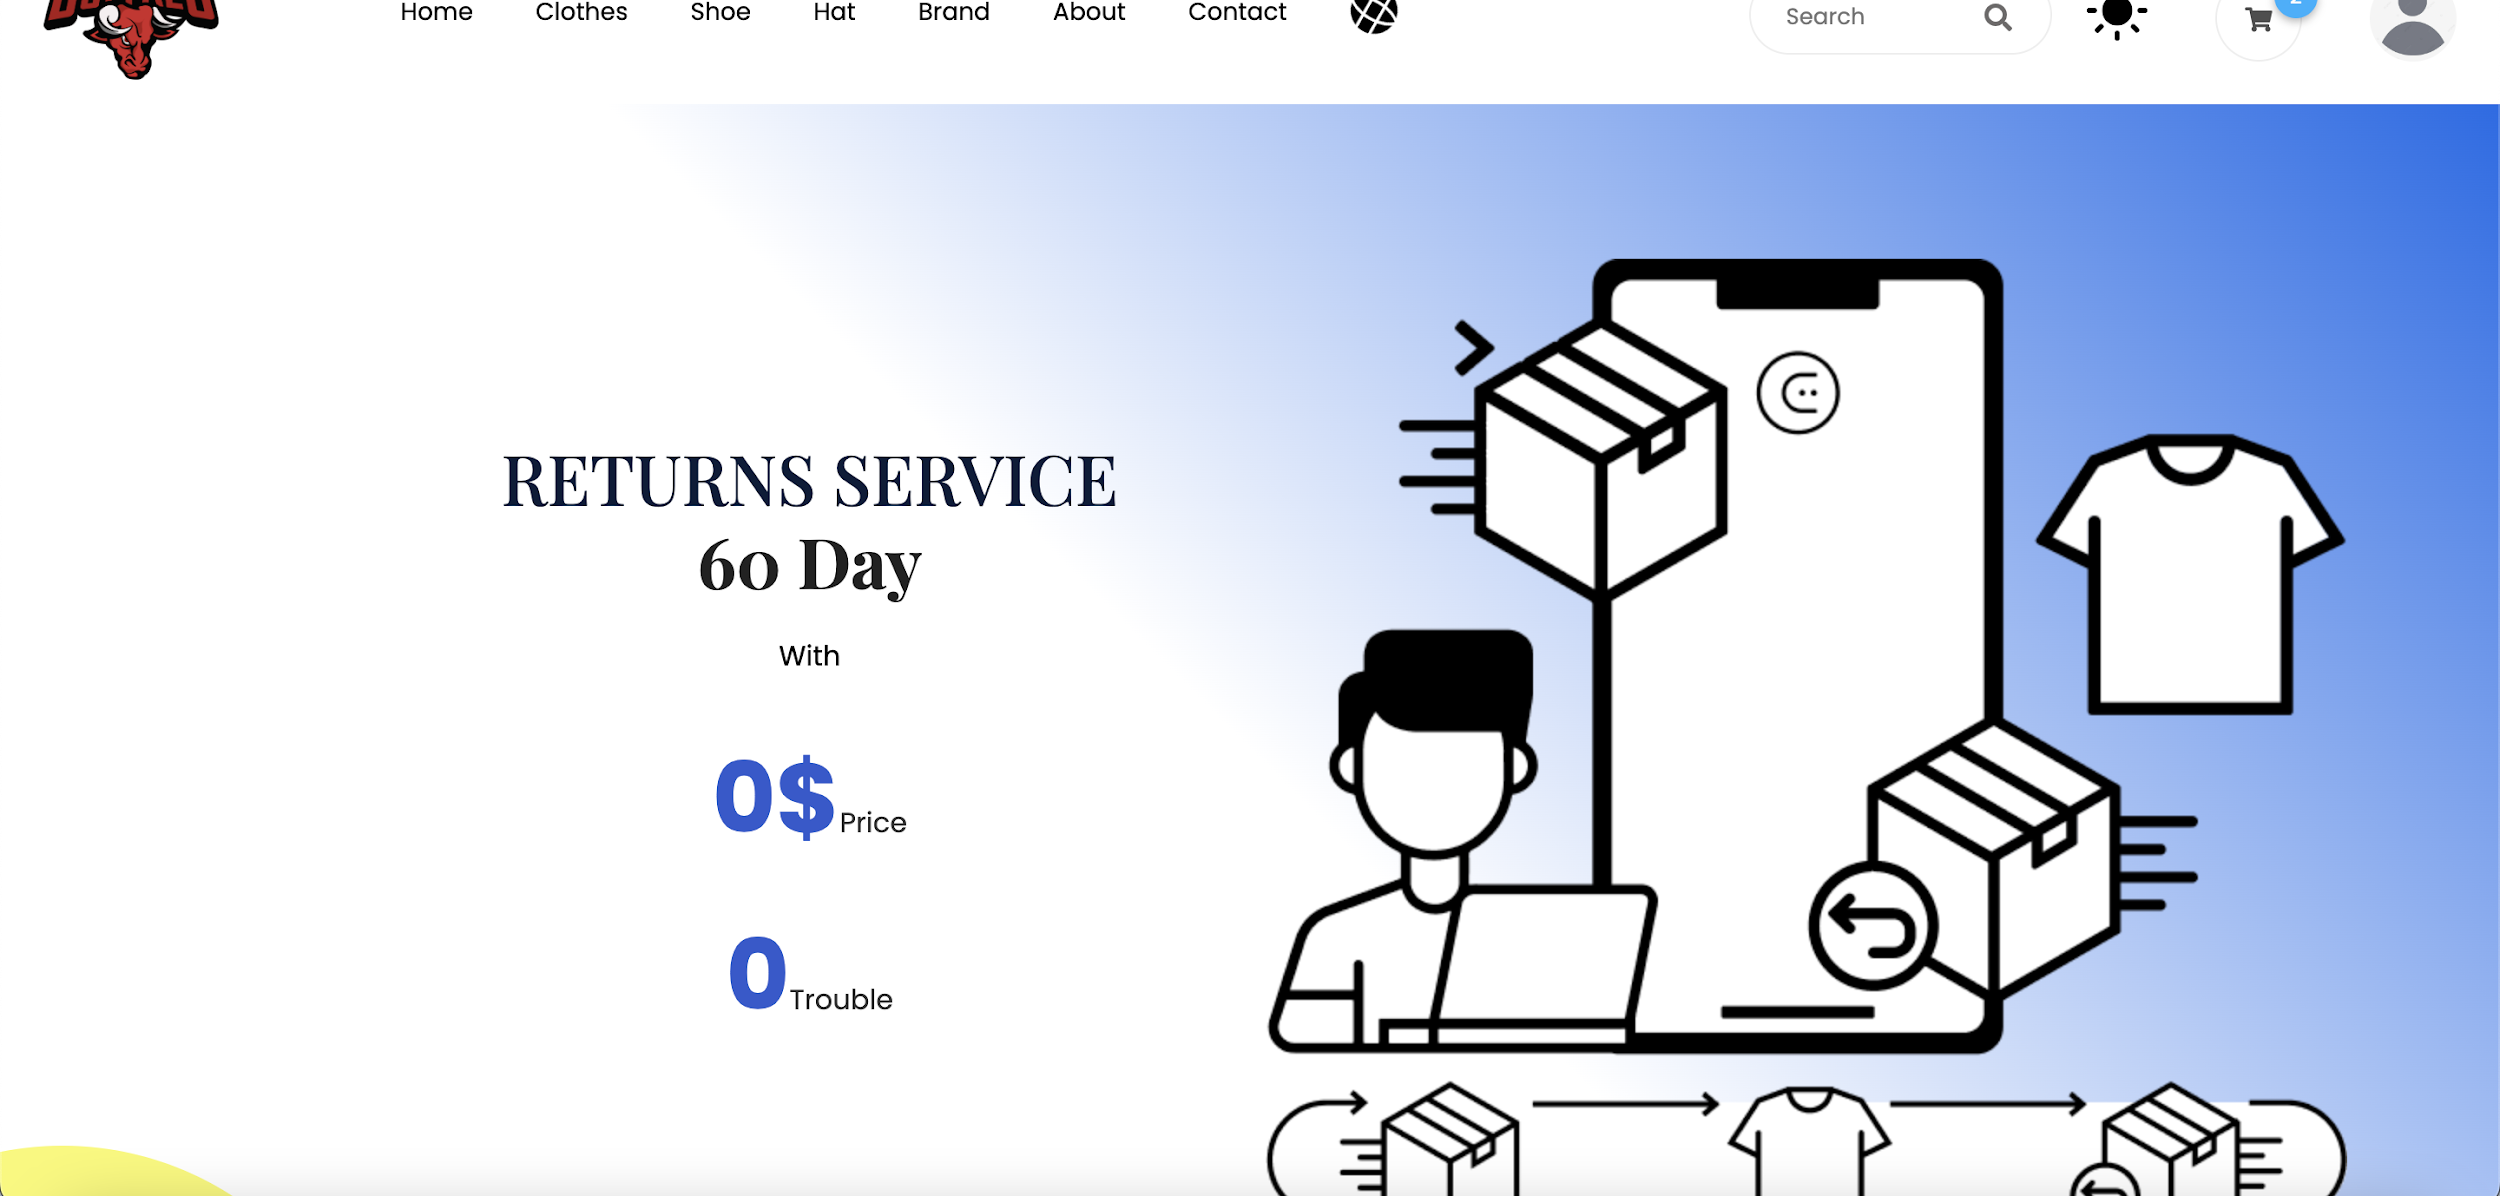 Home Clothes Shoe Hat Brand About Contact Search
RETURNS SERVICE
60 Day
With
0$ Price
0 Trouble